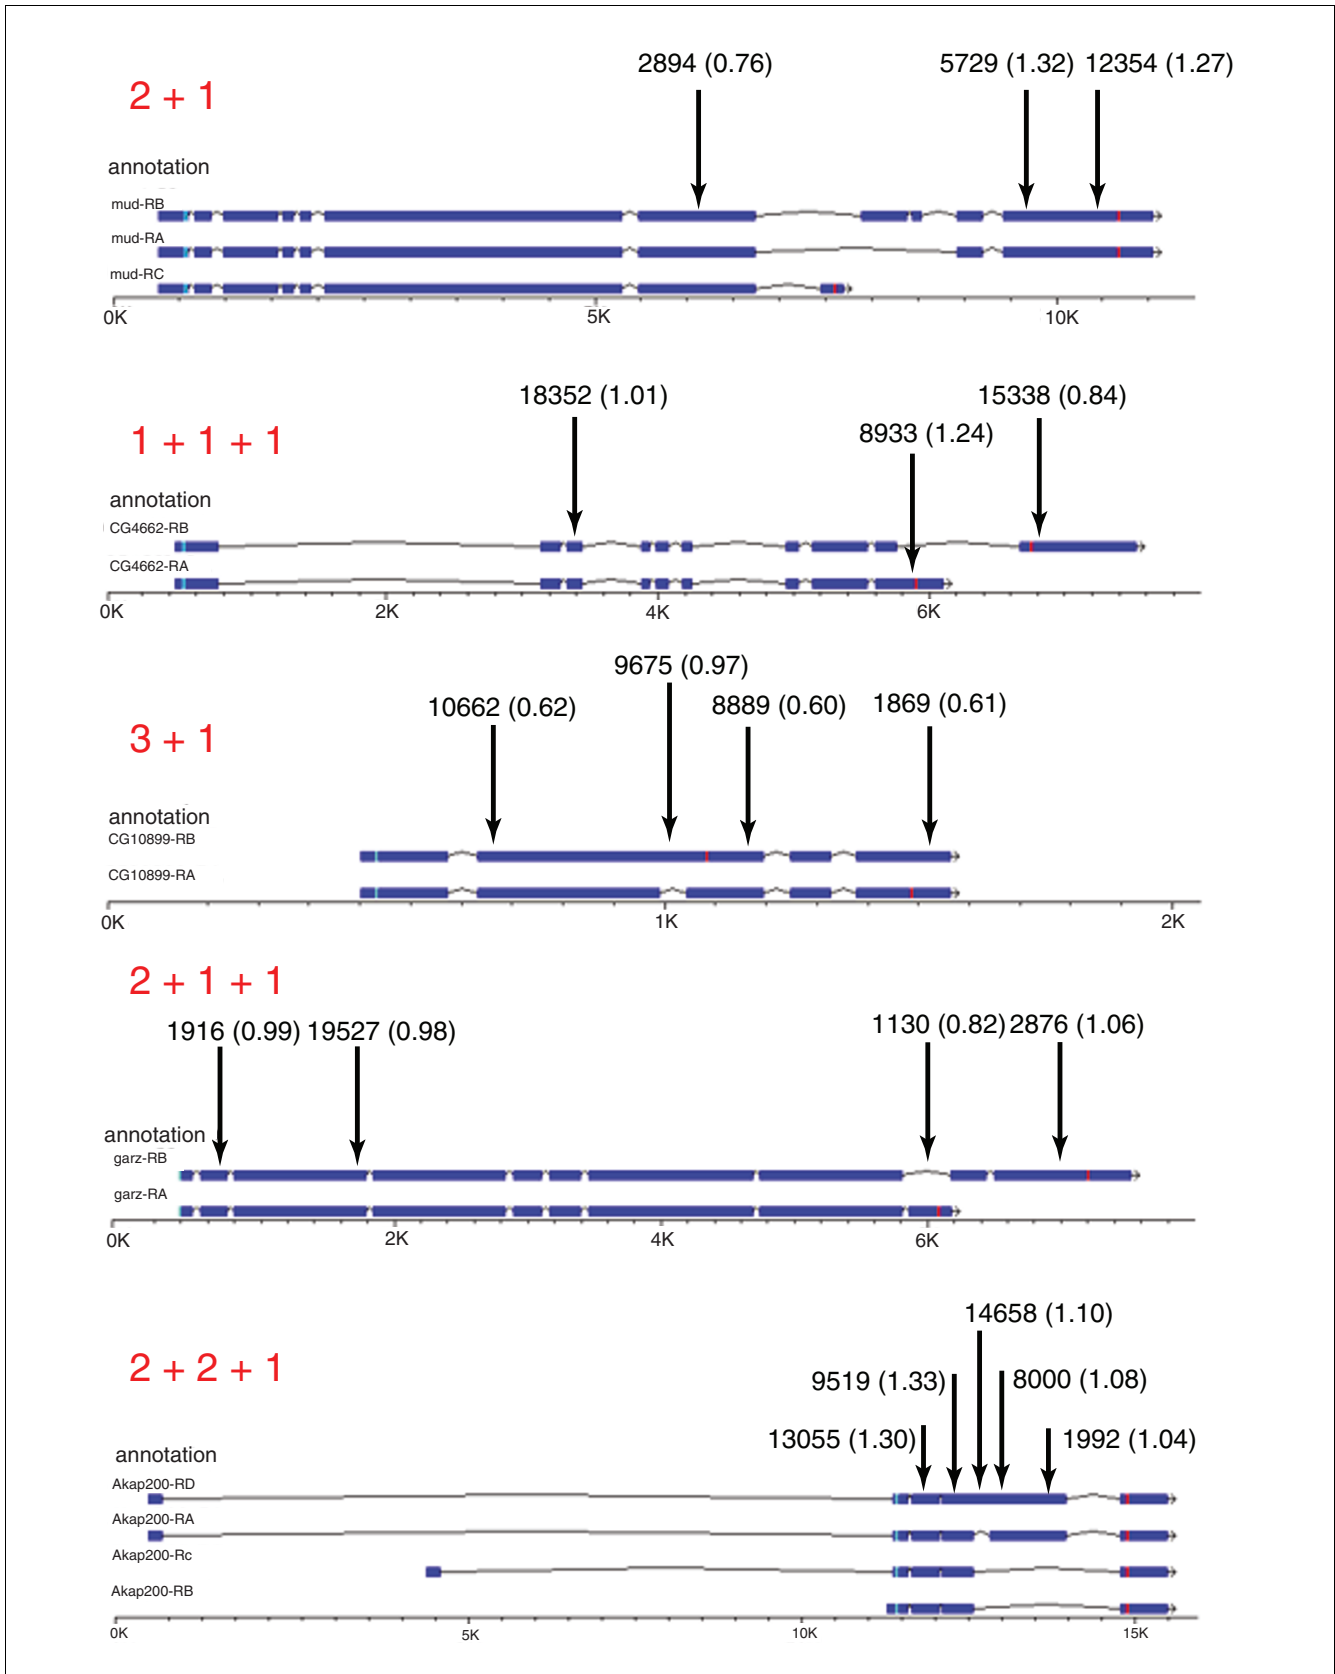 2894 (0.76) 5729 (1.32) 12354 (1.27)
2 + 1
annotation
mud-RB
mud-RA
mud-RC
0K 5K 10K
18352 (1.01) 15338 (0.84)
8933 (1.24)
1 + 1 + 1
annotation
CG4662-RB
CG4662-RA
0K 2K 4K 6K
9675 (0.97)
10662 (0.62) 8889 (0.60) 1869 (0.61)
3 + 1
annotation
CG10899-RB
CG10899-RA
0K 1K 2K
2 + 1 + 1
1916 (0.99) 19527 (0.98) 1130 (0.82) 2876 (1.06)
annotation
garz-RB
garz-RA
0K 2K 4K 6K
14658 (1.10)
2 + 2 + 1
9519 (1.33) 8000 (1.08)
13055 (1.30) 1992 (1.04)
annotation
Akap200-RD
Akap200-RA
Akap200-Rc
Akap200-RB
0K 5K 10K 15K